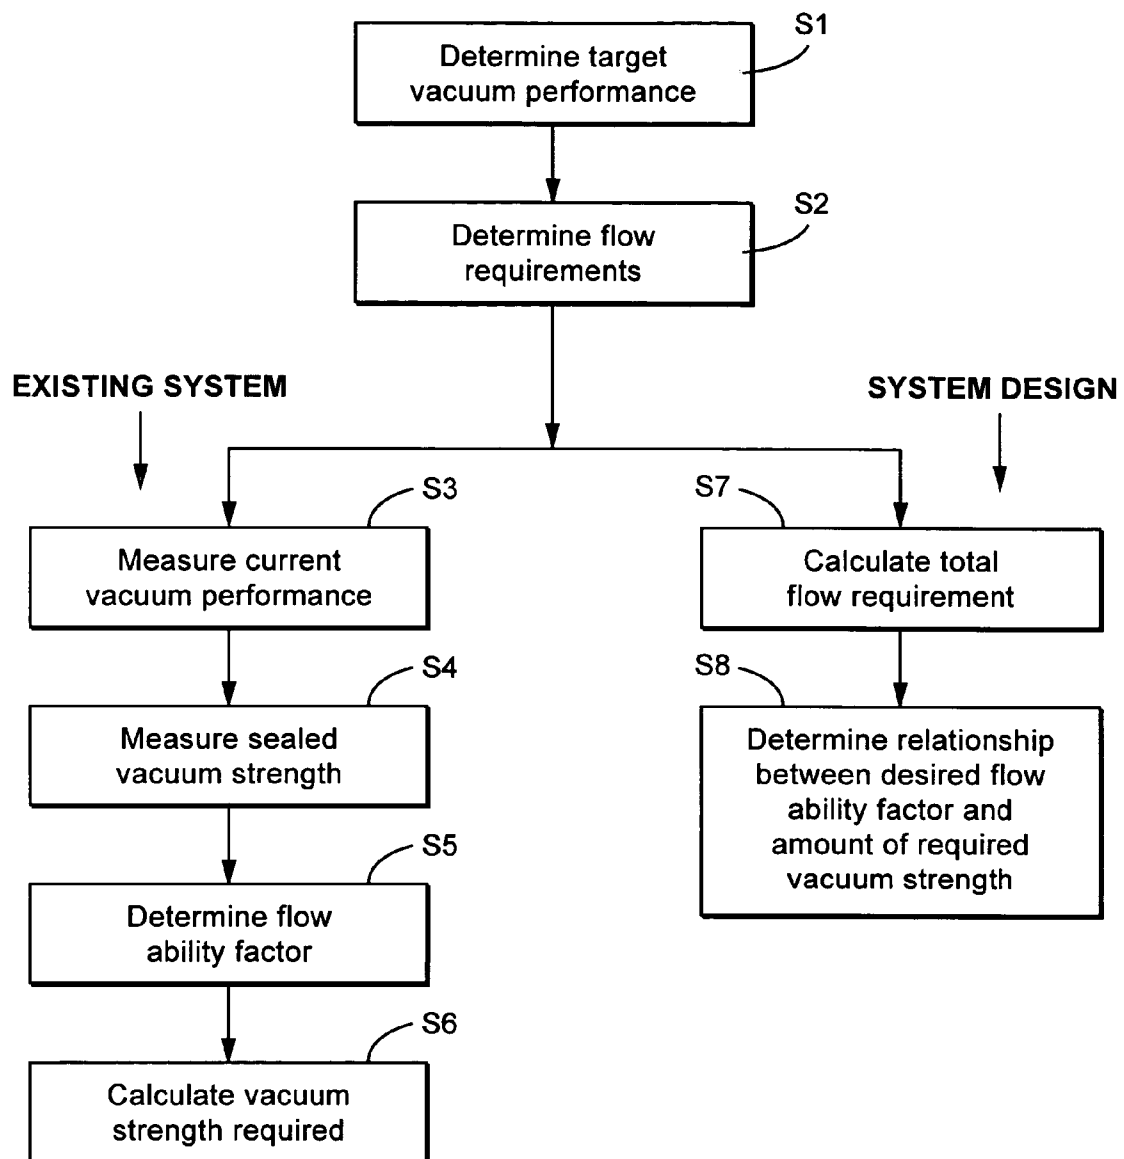 S1
Determine target
vacuum performance
S2
Determine flow
requirements
EXISTING SYSTEM
SYSTEM DESIGN
S3
Measure current
vacuum performance
S4
Measure sealed
vacuum strength
S5
Determine flow
ability factor
S6
Calculate vacuum
strength required
S7
Calculate total
flow requirement
S8
Determine relationship
between desired flow
ability factor and
amount of required
vacuum strength